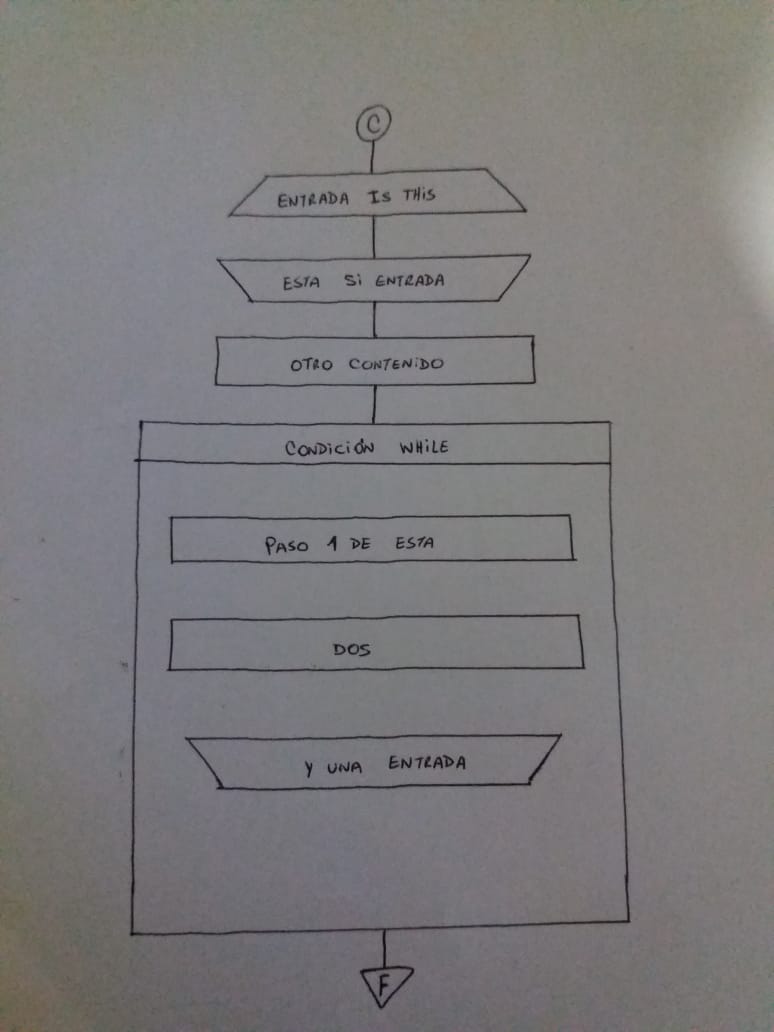 C
ENTRADA IS THIS
ESTA SI ENTRADA
OTRO CONTENIDO
CONDICIÓN WHILE
PASO 1 DE ESTA
DOS
Y UNA ENTRADA
F